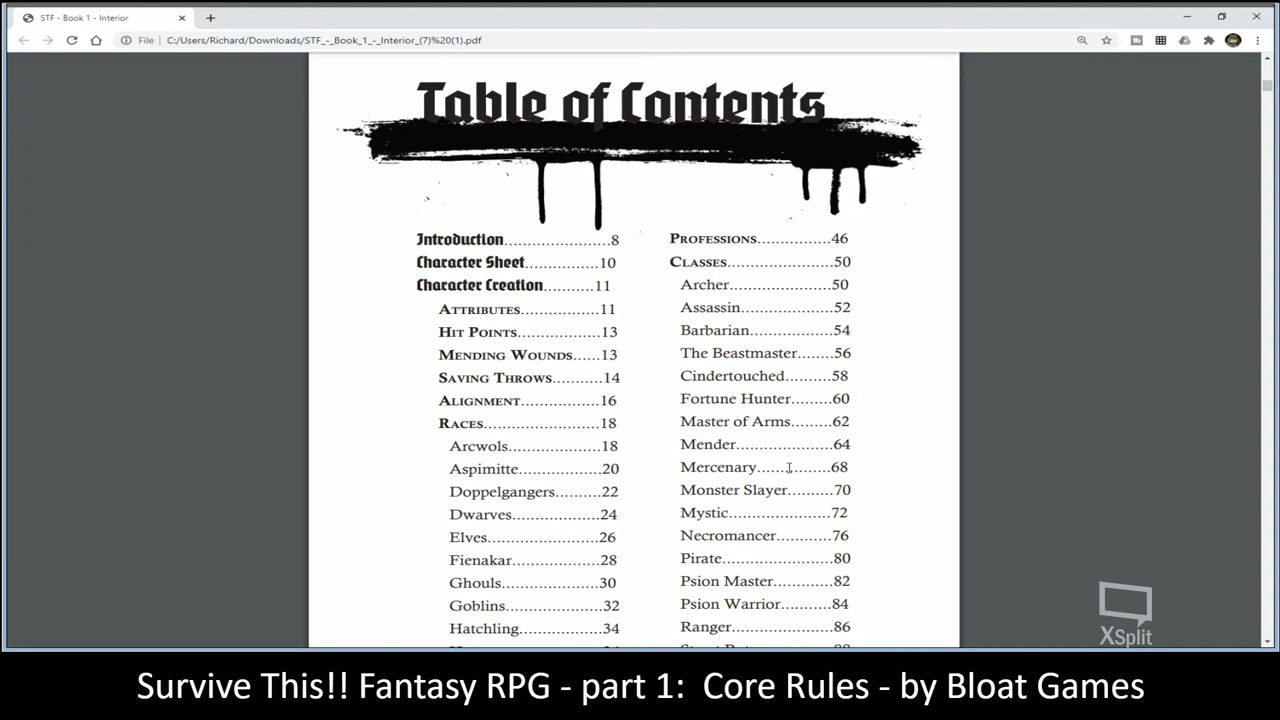 STF - Book 1 - Interior
File
C:/Users/Richard/Downloads/STF_-_Book_1_-_Interior_(7)%20(1).pdf
Table of Contents
Introduction......................8
Character Sheet.............10
Character Creation..........11
Attributes..................11
Hit Points..................13
Mending Wounds......13
Saving Throws...........14
Alignment..................16
Races..........................18
Arcwols......................18
Aspimitte....................20
Doppelgangers............22
Dwarves......................24
Elves...........................26
Fienakar......................28
Ghouls........................30
Goblins.......................32
Hatchling....................34
Professions................46
Classes.......................50
Archer........................50
Assassin......................52
Barbarian....................54
The Beastmaster........56
Cindertouched............58
Fortune Hunter.........60
Master of Arms.........62
Mender.......................64
Mercenary..................68
Monster Slayer...........70
Mystic........................72
Necromancer.............76
Pirate..........................80
Psion Master..............82
Psion Warrior............84
Ranger.......................86
XSplit
Survive This!! Fantasy RPG - part 1: Core Rules - by Bloat Games